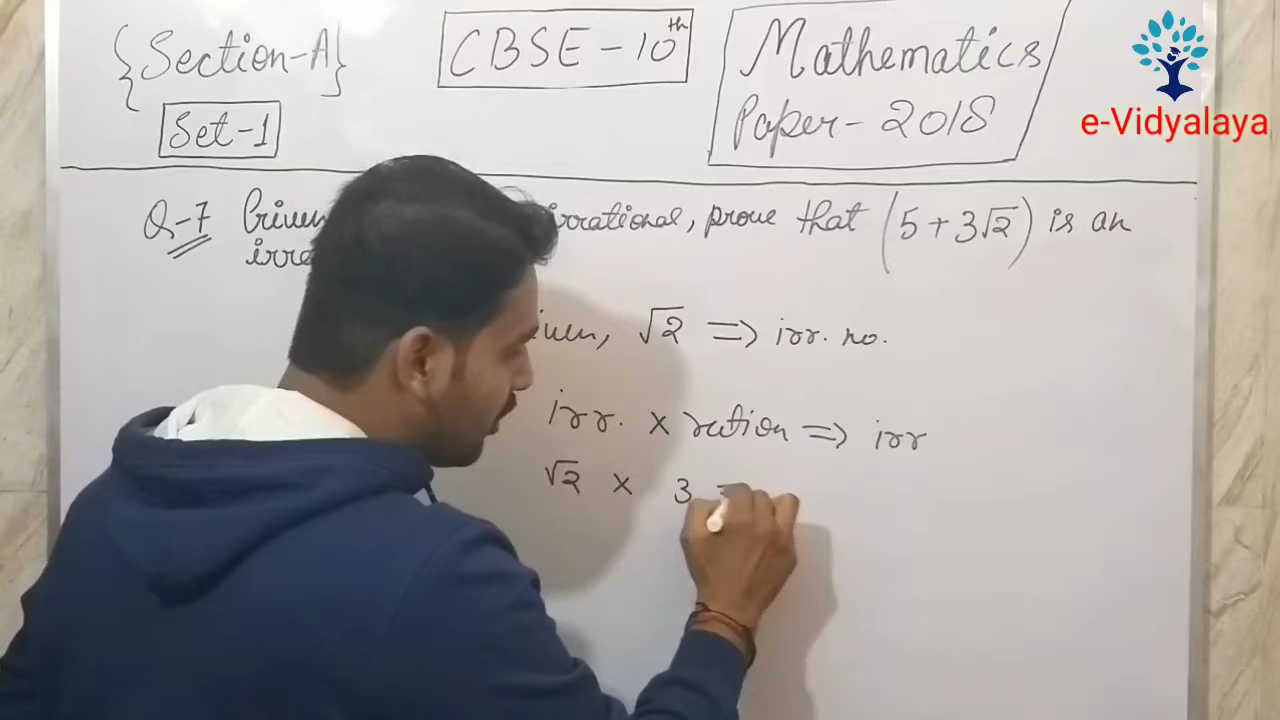 {Section-A}
Set-1
CBSE-10th
Mathematics
Paper-2018
e-Vidyalaya
Q-7 irrational, prove that (5+3√2) is an
√2 => irr. no.
irr. × rution => irr
√2 × 3